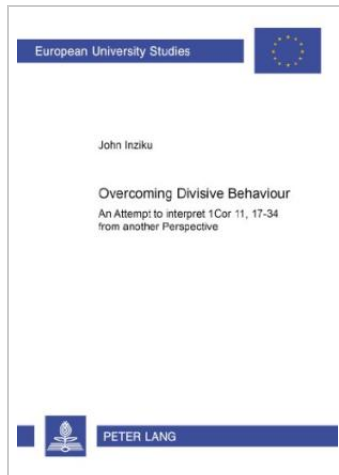 European University Studies
John Inziku
Overcoming Divisive Behaviour
An Attempt to interpret 1Cor 11, 17-34
from another Perspective
PETER LANG